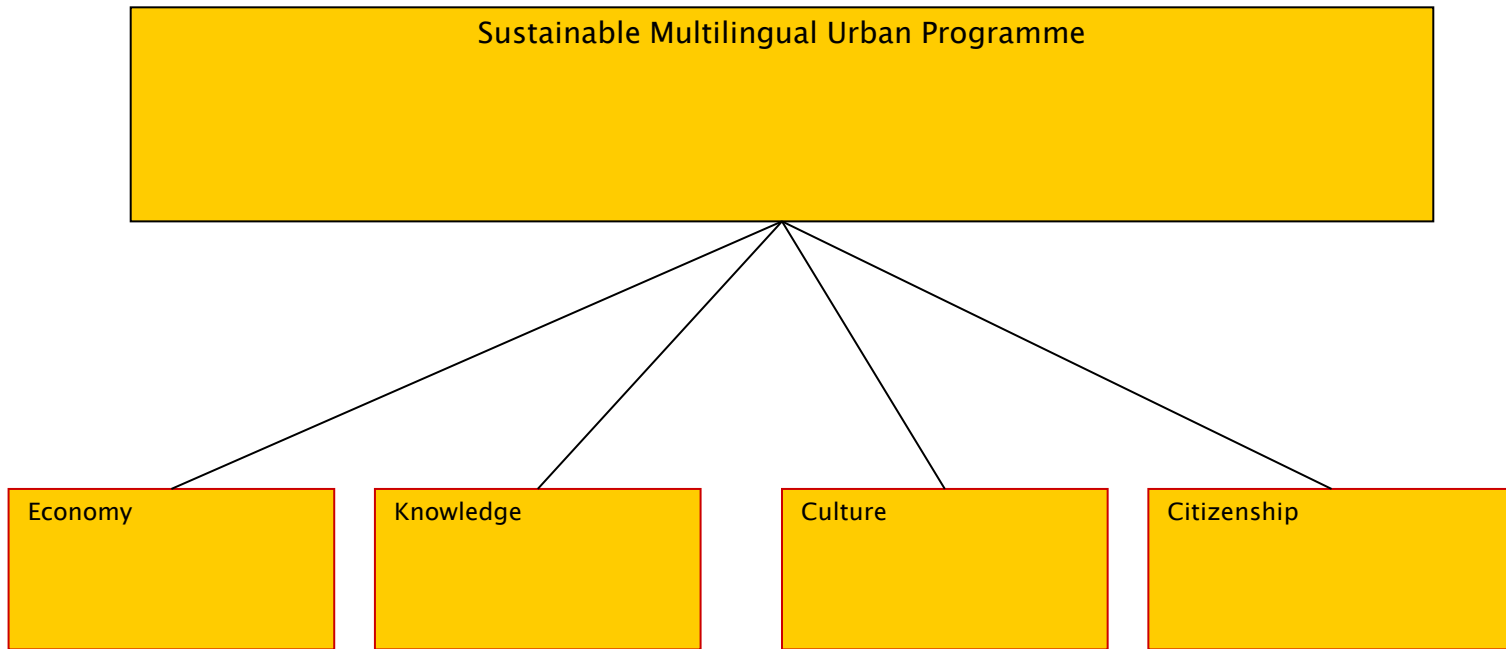 Sustainable Multilingual Urban Programme
Economy
Knowledge
Culture
Citizenship